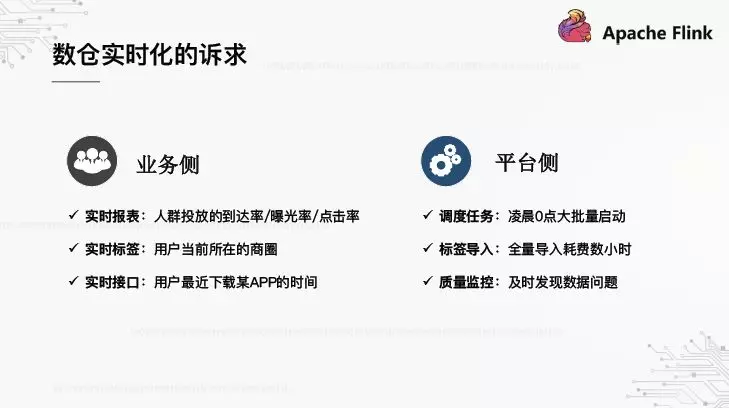 Apache Flink
数仓实时化的诉求
业务侧
✓ 实时报表：人群投放的到达率/曝光率/点击率
✓ 实时标签：用户当前所在的商圈
✓ 实时接口：用户最近下载某APP的时间
平台侧
✓ 调度任务：凌晨0点大批量启动
✓ 标签导入：全量导入耗费数小时
✓ 质量监控：及时发现数据问题